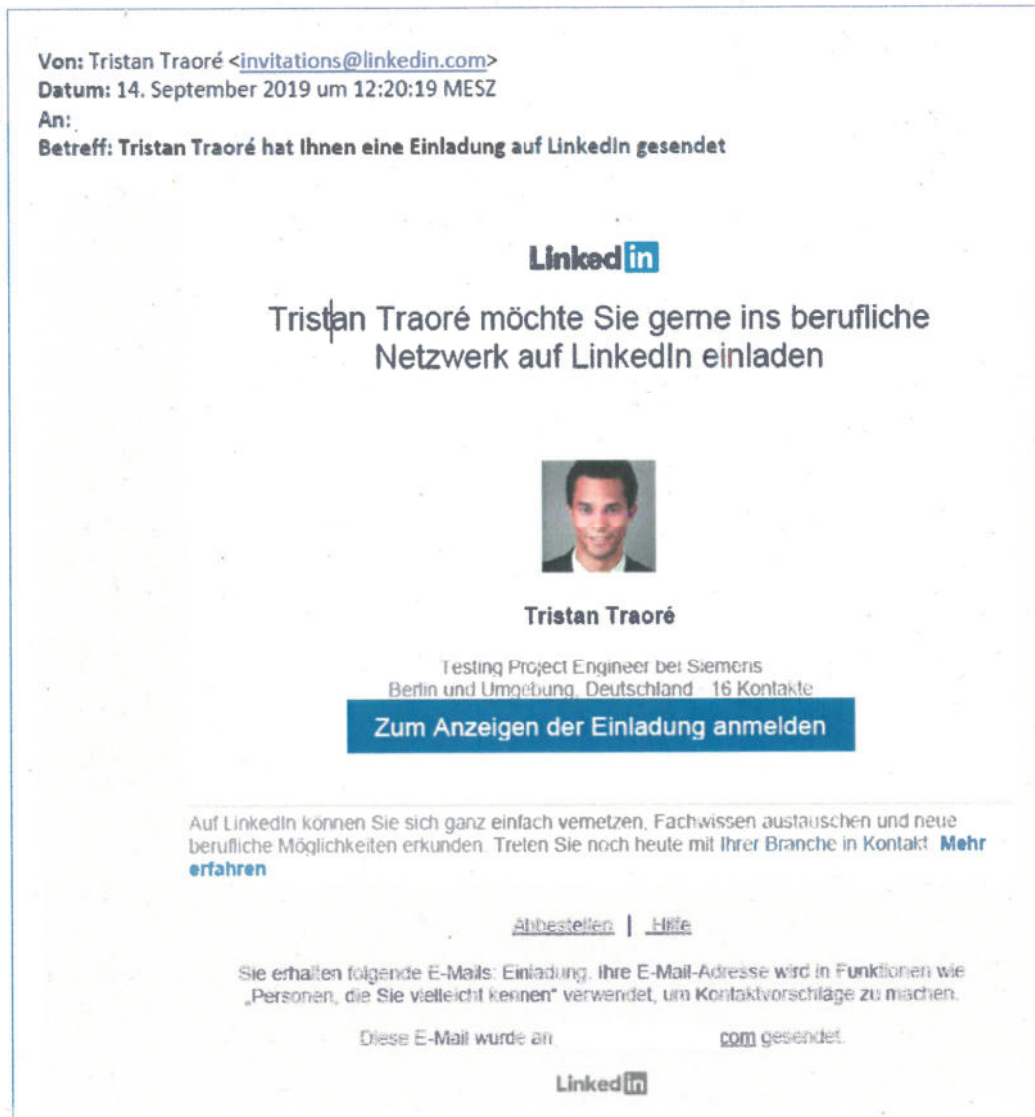 Von: Tristan Traoré <invitations@linkedin.com>
Datum: 14. September 2019 um 12:20:19 MESZ
An:
Betreff: Tristan Traoré hat Ihnen eine Einladung auf LinkedIn gesendet
Linked in
Tristan Traoré möchte Sie gerne ins berufliche
Netzwerk auf LinkedIn einladen
Tristan Traoré
Testing Project Engineer bei Siemens
Berlin und Umgebung, Deutschland · 16 Kontakte
Zum Anzeigen der Einladung anmelden
Auf LinkedIn können Sie sich ganz einfach vernetzen, Fachwissen austauschen und neue
berufliche Möglichkeiten erkunden. Treten Sie noch heute mit Ihrer Branche in Kontakt. Mehr
erfahren
Abbestellen | Hilfe
Sie erhalten folgende E-Mails: Einladung. Ihre E-Mail-Adresse wird in Funktionen wie
„Personen, die Sie vielleicht kennen“ verwendet, um Kontaktvorschläge zu machen.
Diese E-Mail wurde an com gesendet.
Linked in